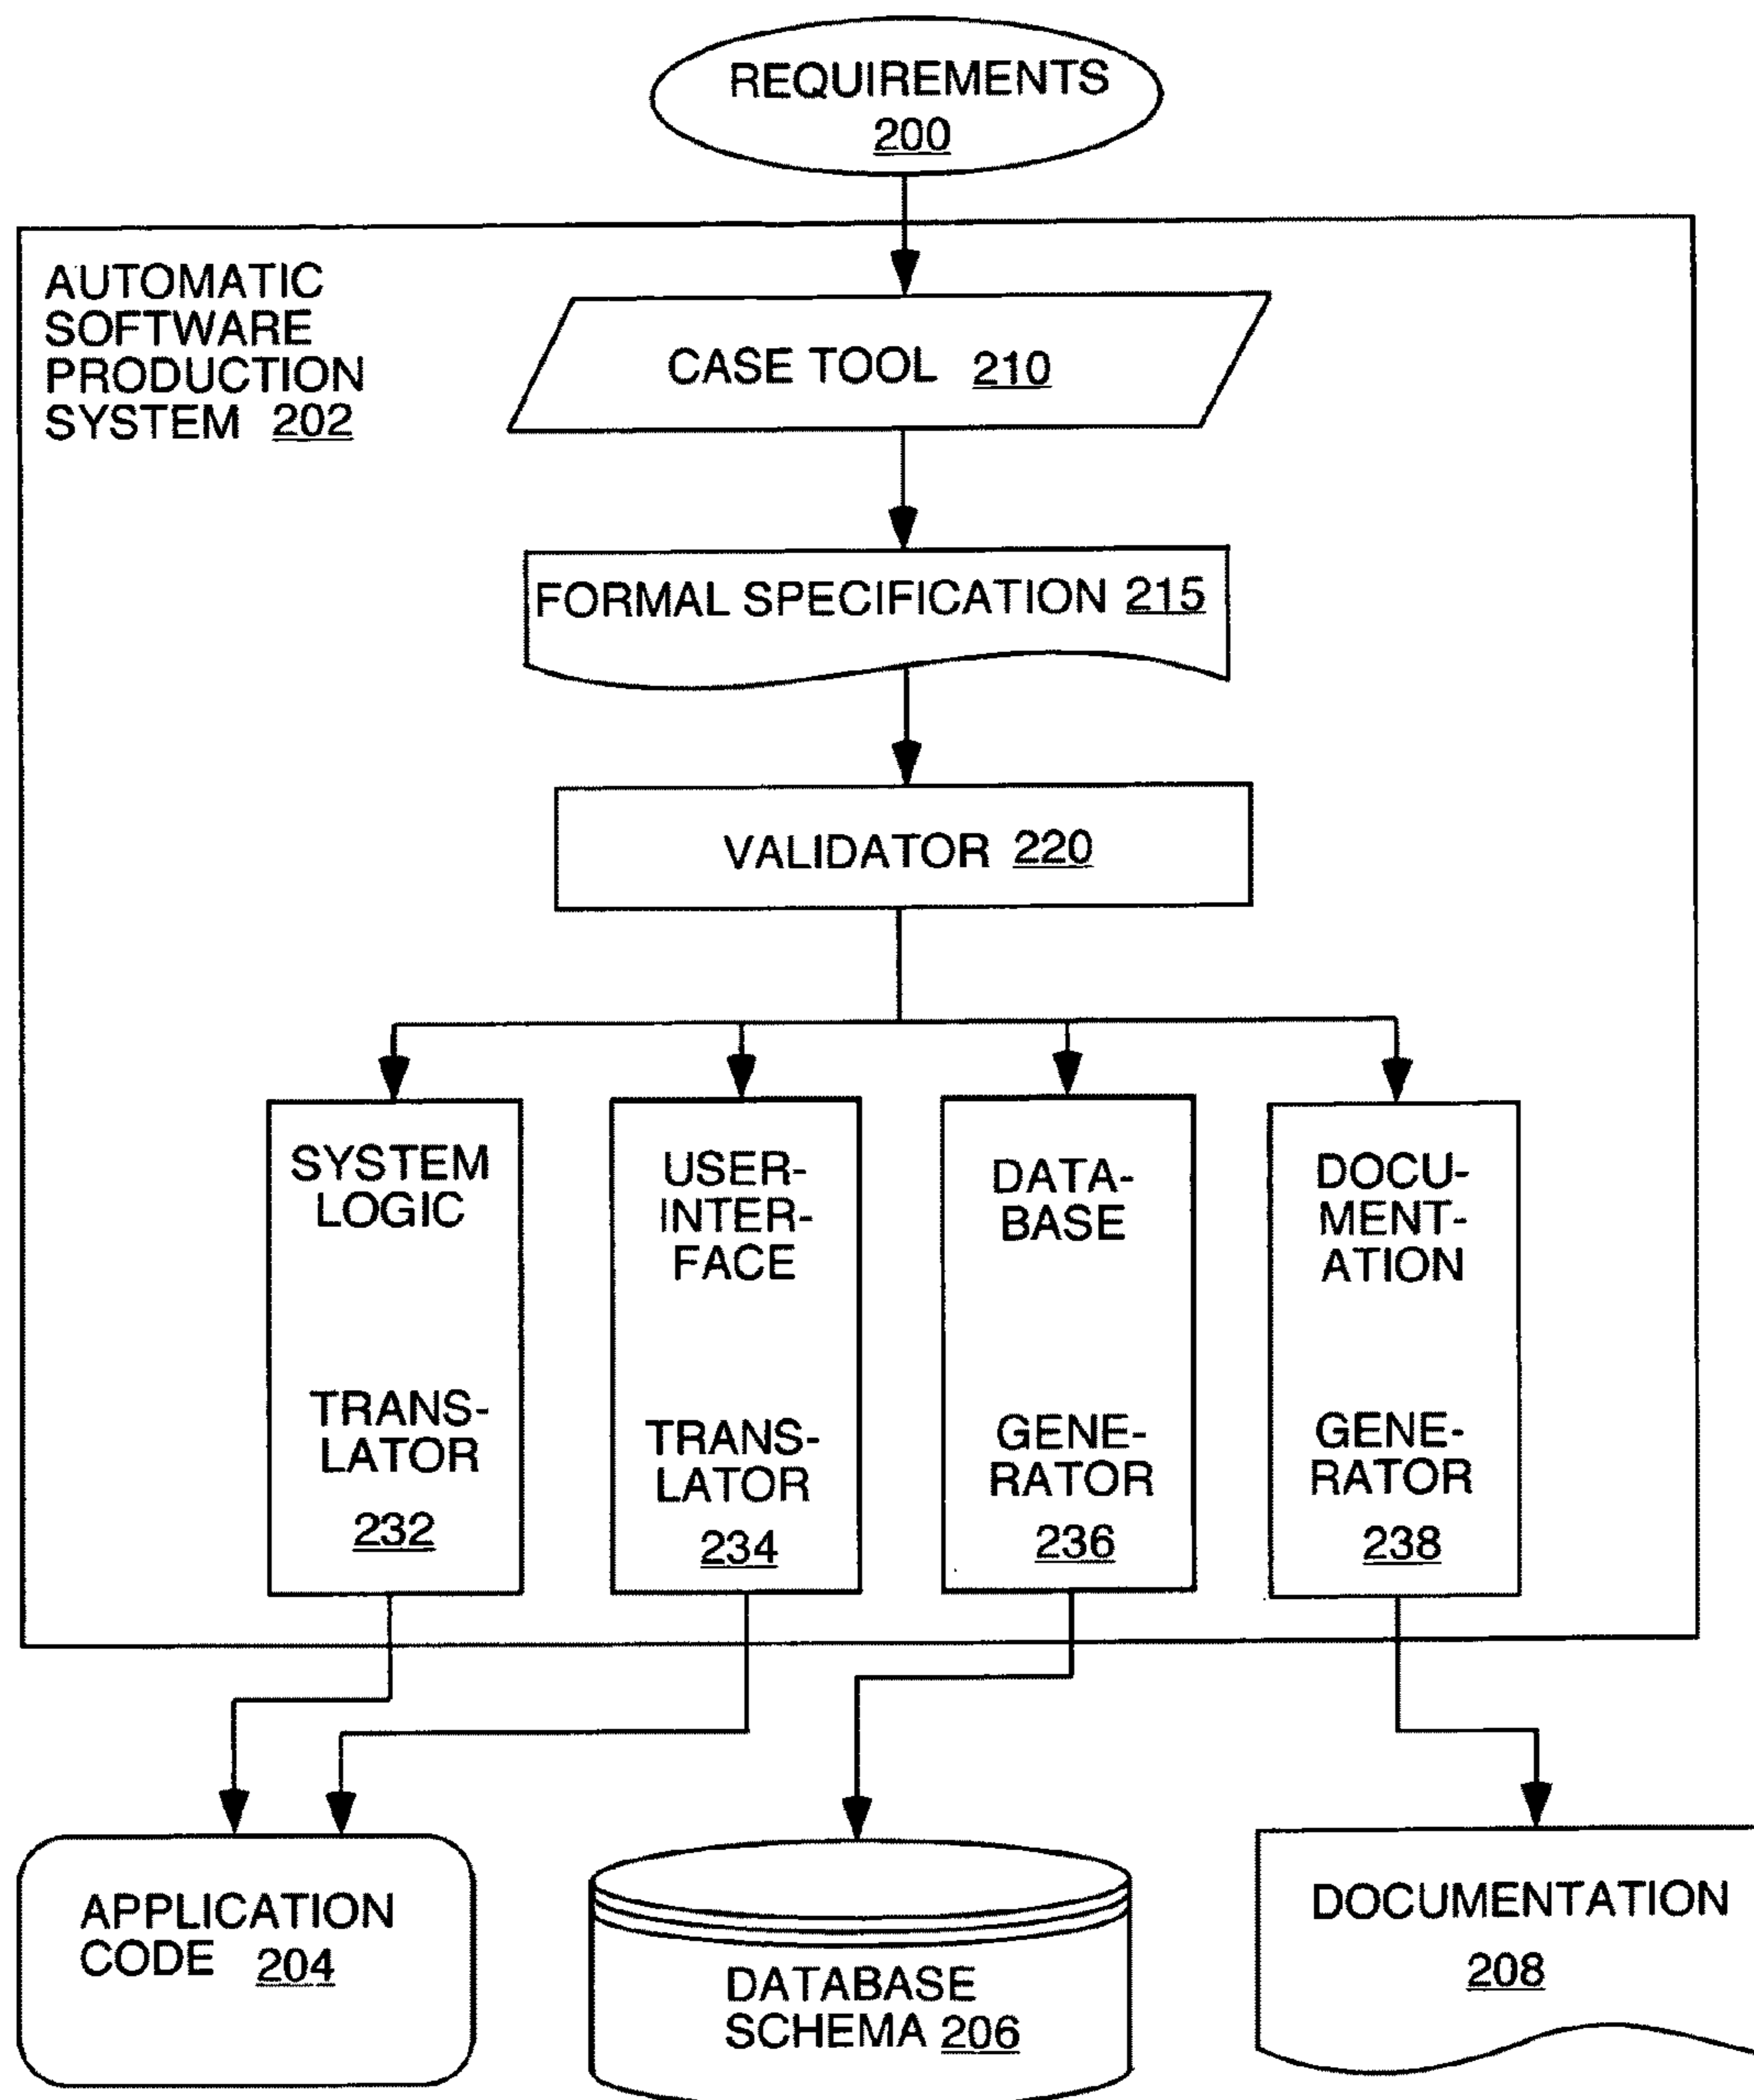 REQUIREMENTS
200
AUTOMATIC
SOFTWARE
PRODUCTION
SYSTEM 202
CASE TOOL 210
FORMAL SPECIFICATION 215
VALIDATOR 220
SYSTEM
LOGIC
TRANS-
LATOR
232
USER-
INTER-
FACE
TRANS-
LATOR
234
DATA-
BASE
GENE-
RATOR
236
DOCU-
MENT-
ATION
GENE-
RATOR
238
APPLICATION
CODE 204
DATABASE
SCHEMA 206
DOCUMENTATION
208